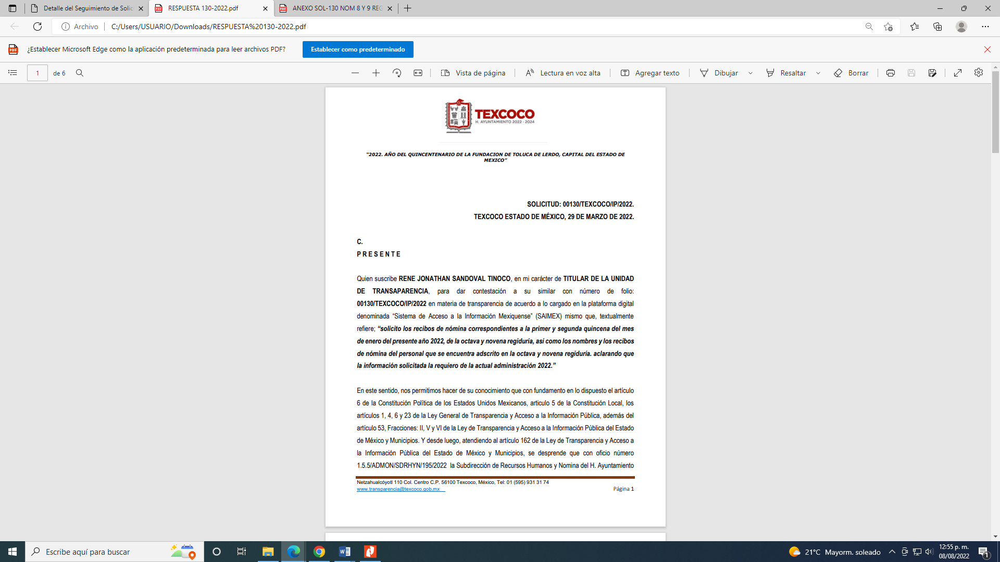 Detalle del Seguimiento de Solic
RESPUESTA 130-2022.pdf
ANEXO SOL-130 NOM 8 Y 9 REG
Archivo
C:/Users/USUARIO/Downloads/RESPUESTA%20130-2022.pdf
PDF
¿Establecer Microsoft Edge como la aplicación predeterminada para leer archivos PDF?
Establecer como predeterminado
1
de 6
Vista de página
Lectura en voz alta
Agregar texto
Dibujar
Resaltar
Borrar
TEXCOCO
H. AYUNTAMIENTO 2022 - 2024
"2022. AÑO DEL QUINCENTENARIO DE LA FUNDACION DE TOLUCA DE LERDO, CAPITAL DEL ESTADO DE
MEXICO"
SOLICITUD: 00130/TEXCOCO/IP/2022.
TEXCOCO ESTADO DE MÉXICO, 29 DE MARZO DE 2022.
C.
P R E S E N T E
Quien suscribe RENE JONATHAN SANDOVAL TINOCO, en mi carácter de TITULAR DE LA UNIDAD
DE TRANSAPARENCIA, para dar contestación a su similar con número de folio:
00130/TEXCOCO/IP/2022 en materia de transparencia de acuerdo a lo cargado en la plataforma digital
denominada “Sistema de Acceso a la Información Mexiquense” (SAIMEX) mismo que, textualmente
refiere; “solicito los recibos de nómina correspondientes a la primer y segunda quincena del mes
de enero del presente año 2022, de la octava y novena regiduría, así como los nombres y los recibos
de nómina del personal que se encuentra adscrito en la octava y novena regiduría. aclarando que
la información solicitada la requiero de la actual administración 2022.”
En este sentido, nos permitimos hacer de su conocimiento que con fundamento en lo dispuesto el artículo
6 de la Constitución Política de los Estados Unidos Mexicanos, articulo 5 de la Constitución Local, los
artículos 1, 4, 6 y 23 de la Ley General de Transparencia y Acceso a la Información Pública, además del
artículo 53, Fracciones: II, V y VI de la Ley de Transparencia y Acceso a la Información Pública del Estado
de México y Municipios. Y desde luego, atendiendo al artículo 162 de la Ley de Transparencia y Acceso a
la Información Pública del Estado de México y Municipios, se desprende que con oficio número
1.5.5/ADMON/SDRHYN/195/2022 la Subdirección de Recursos Humanos y Nomina del H. Ayuntamiento
Netzahualcóyotl 110 Col. Centro C.P. 56100 Texcoco, México, Tel: 01 (595) 931 31 74
www.transparencia@texcoco.gob.mx
Página 1
Escribe aquí para buscar
21°C Mayorm. soleado
12:55 p. m.
08/08/2022
1